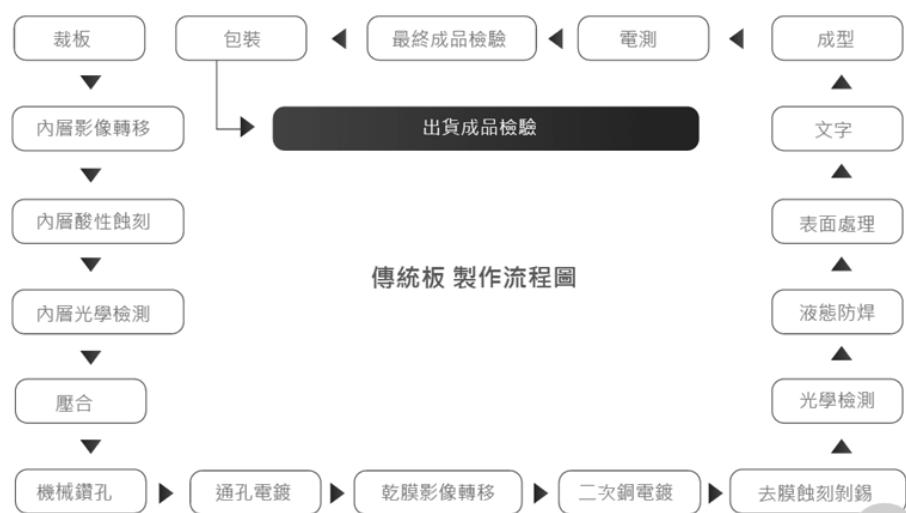 裁板
包裝
最終成品檢驗
電測
成型
內層影像轉移
出貨成品檢驗
文字
內層酸性蝕刻
表面處理
傳統板 製作流程圖
內層光學檢測
液態防焊
壓合
光學檢測
機械鑽孔
通孔電鍍
乾膜影像轉移
二次銅電鍍
去膜蝕刻剝錫